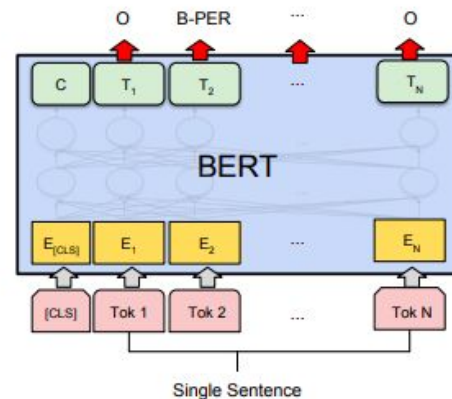 O B-PER ... O
C T1 T2 ... TN
BERT
E[CLS] E1 E2 ... EN
[CLS] Tok 1 Tok 2 ... Tok N
Single Sentence